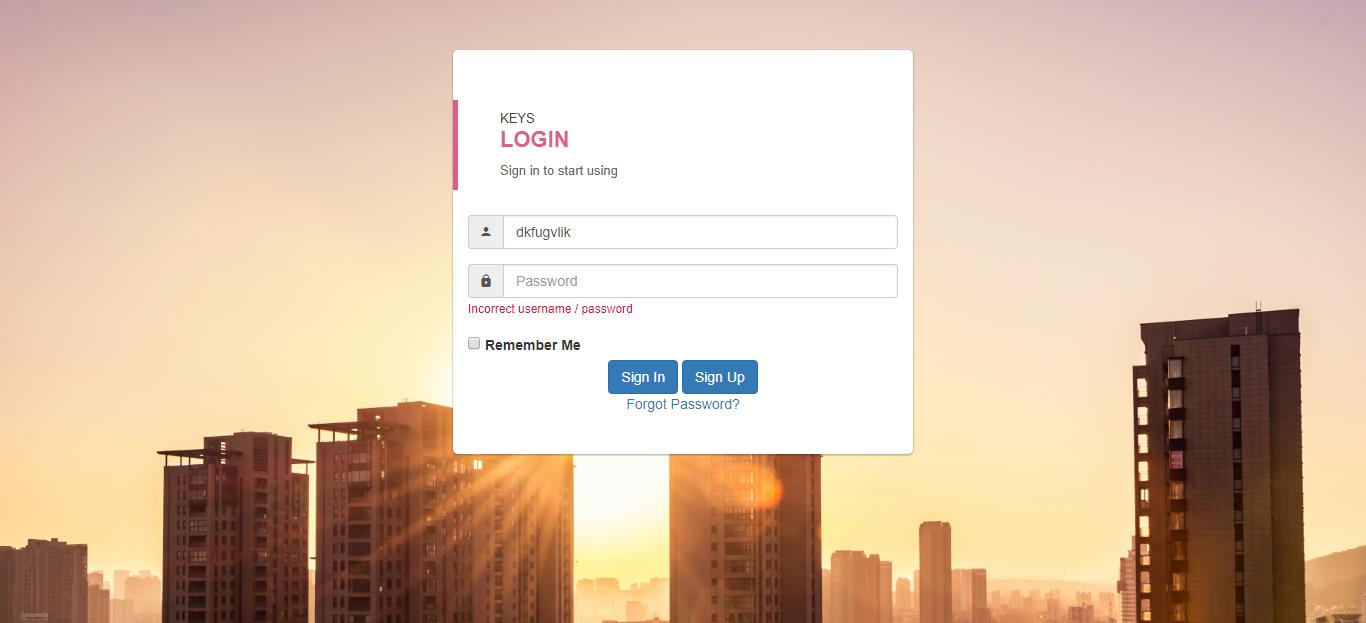 KEYS
LOGIN
Sign in to start using
dkfugvlik
Password
Incorrect username / password
Remember Me
Sign In Sign Up
Forgot Password?